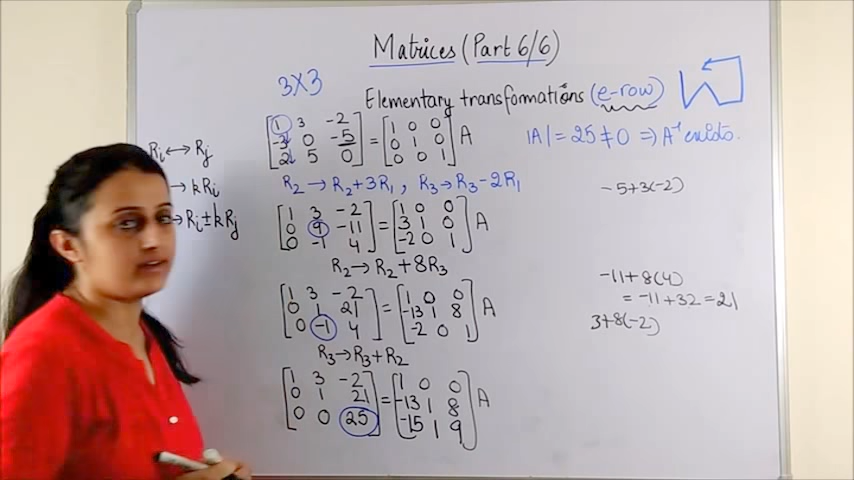 Matrices (Part 6/6)
3X3
Elementary transformations (e-row)
[1 3 -2] = [1 0 0] A
[-3 0 -5] [0 1 0]
[2 5 0] [0 0 1]
|A| = 25 ≠ 0 ⇒ A⁻¹ exists.
Ri ↔ Rj
→ kRi
→ Ri ± kRj
R2 → R2 + 3R1 , R3 → R3 - 2R1
-5+3(-2)
[1 3 -2] = [1 0 0] A
[0 9 -11] [3 1 0]
[0 -1 4] [-2 0 1]
R2 → R2 + 8R3
-11+8(4)
= -11+32 = 21
3+8(-2)
[1 3 -2] = [1 0 0] A
[0 1 21] [-13 1 8]
[0 -1 4] [-2 0 1]
R3 → R3 + R2
[1 3 -2] = [1 0 0] A
[0 1 21] [-13 1 8]
[0 0 25] [-15 1 9]